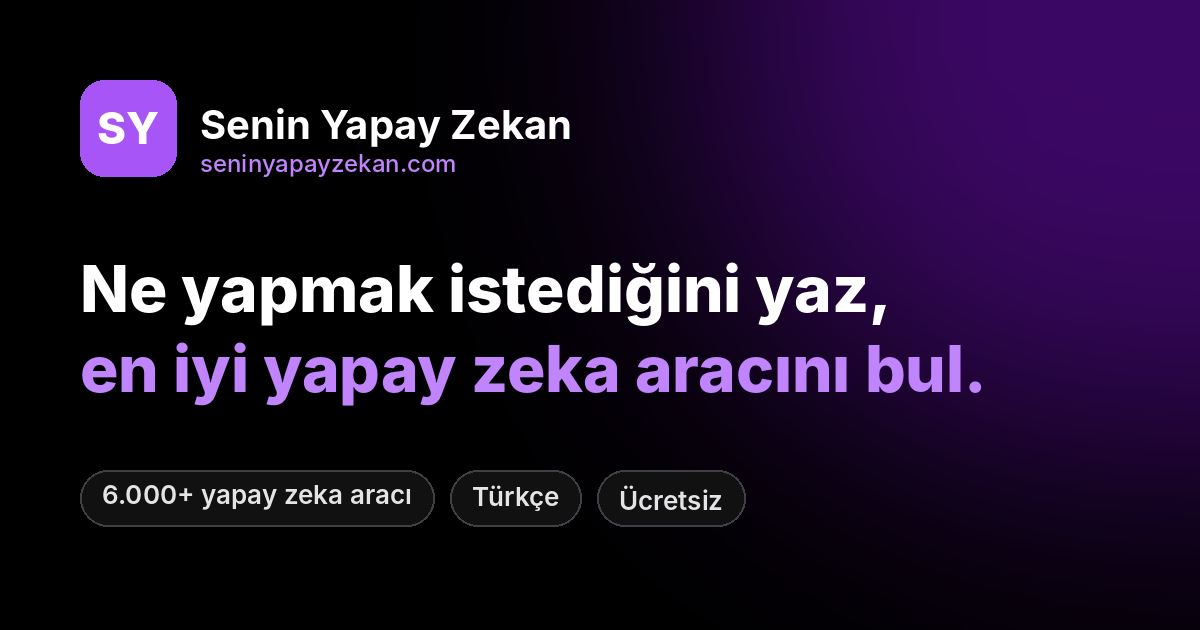 SY
Senin Yapay Zekan
seninyapayzekan.com
Ne yapmak istediğini yaz,
en iyi yapay zeka aracını bul.
6.000+ yapay zeka aracı
Türkçe
Ücretsiz